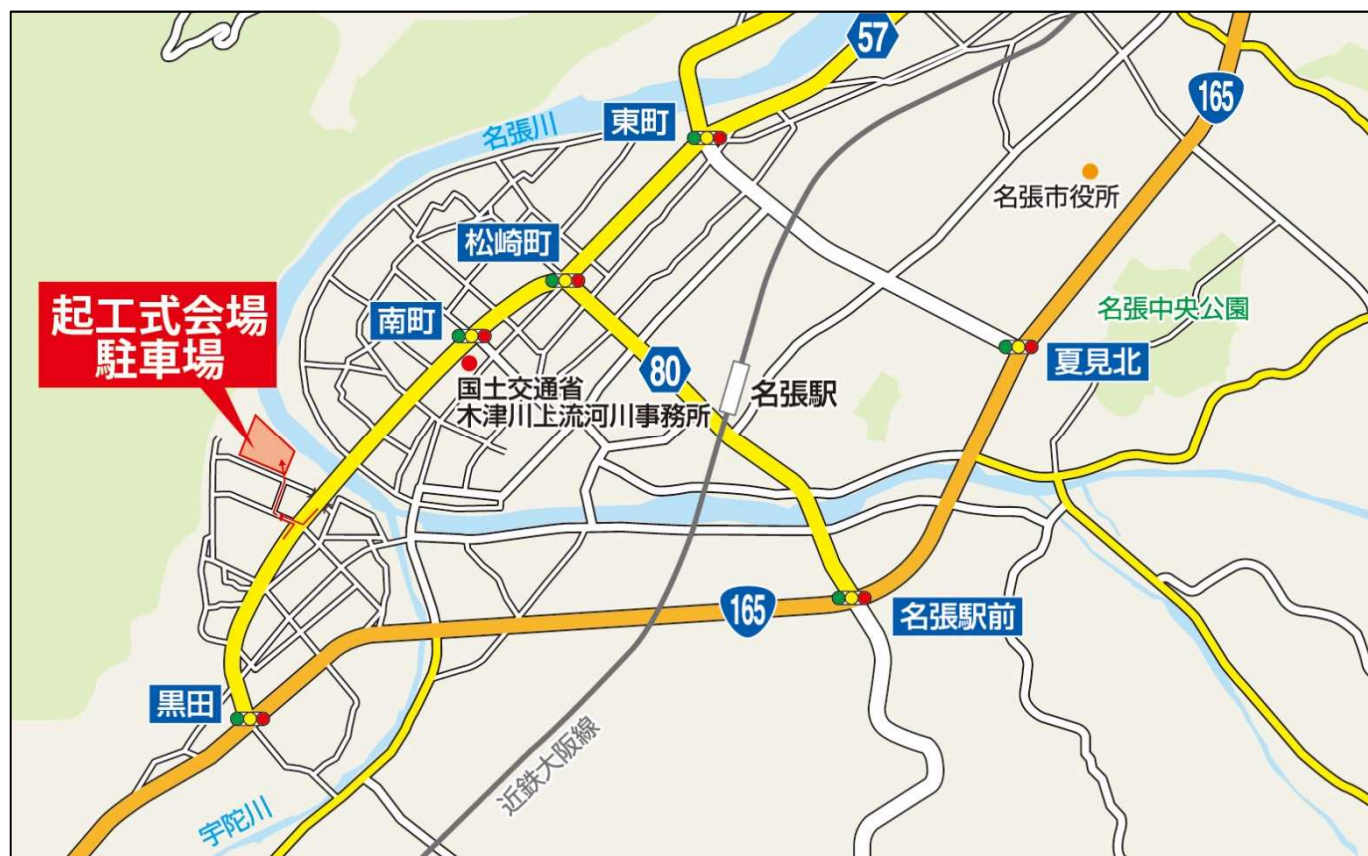 57
165
東町
名張川
名張市役所
松崎町
起工式会場
駐車場
南町
名張中央公園
80
夏見北
国土交通省
木津川上流河川事務所
名張駅
165
名張駅前
黒田
近鉄大阪線
宇陀川